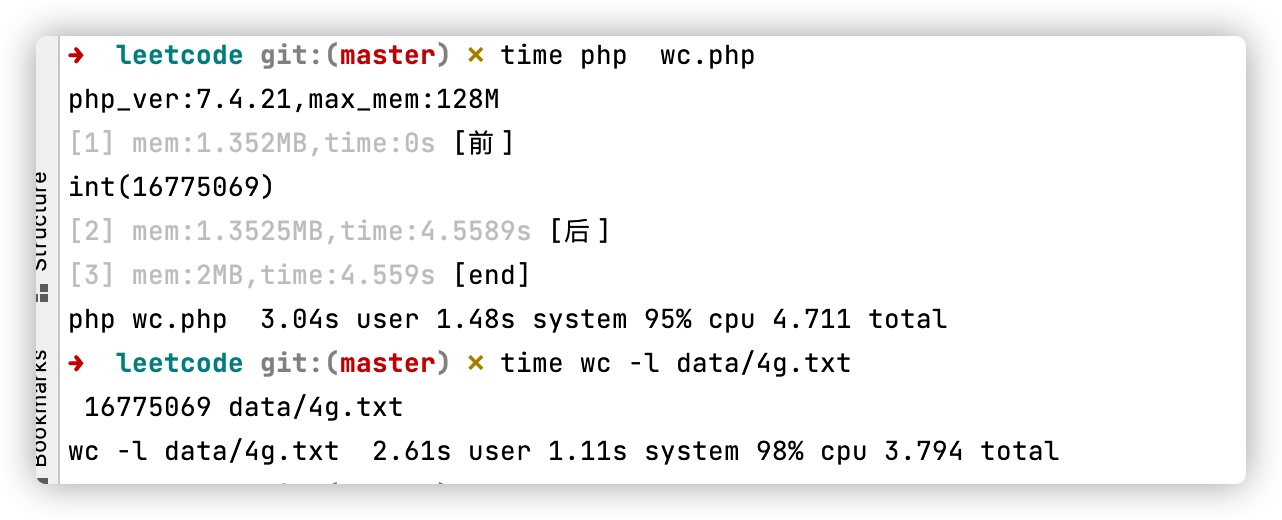 ➜  leetcode git:(master) ✗ time php  wc.php
php_ver:7.4.21,max_mem:128M
[1] mem:1.352MB,time:0s [前]
int(16775069)
[2] mem:1.3525MB,time:4.5589s [后]
[3] mem:2MB,time:4.559s [end]
php wc.php  3.04s user 1.48s system 95% cpu 4.711 total
➜  leetcode git:(master) ✗ time wc -l data/4g.txt
 16775069 data/4g.txt
wc -l data/4g.txt  2.61s user 1.11s system 98% cpu 3.794 total
Structure
Bookmarks